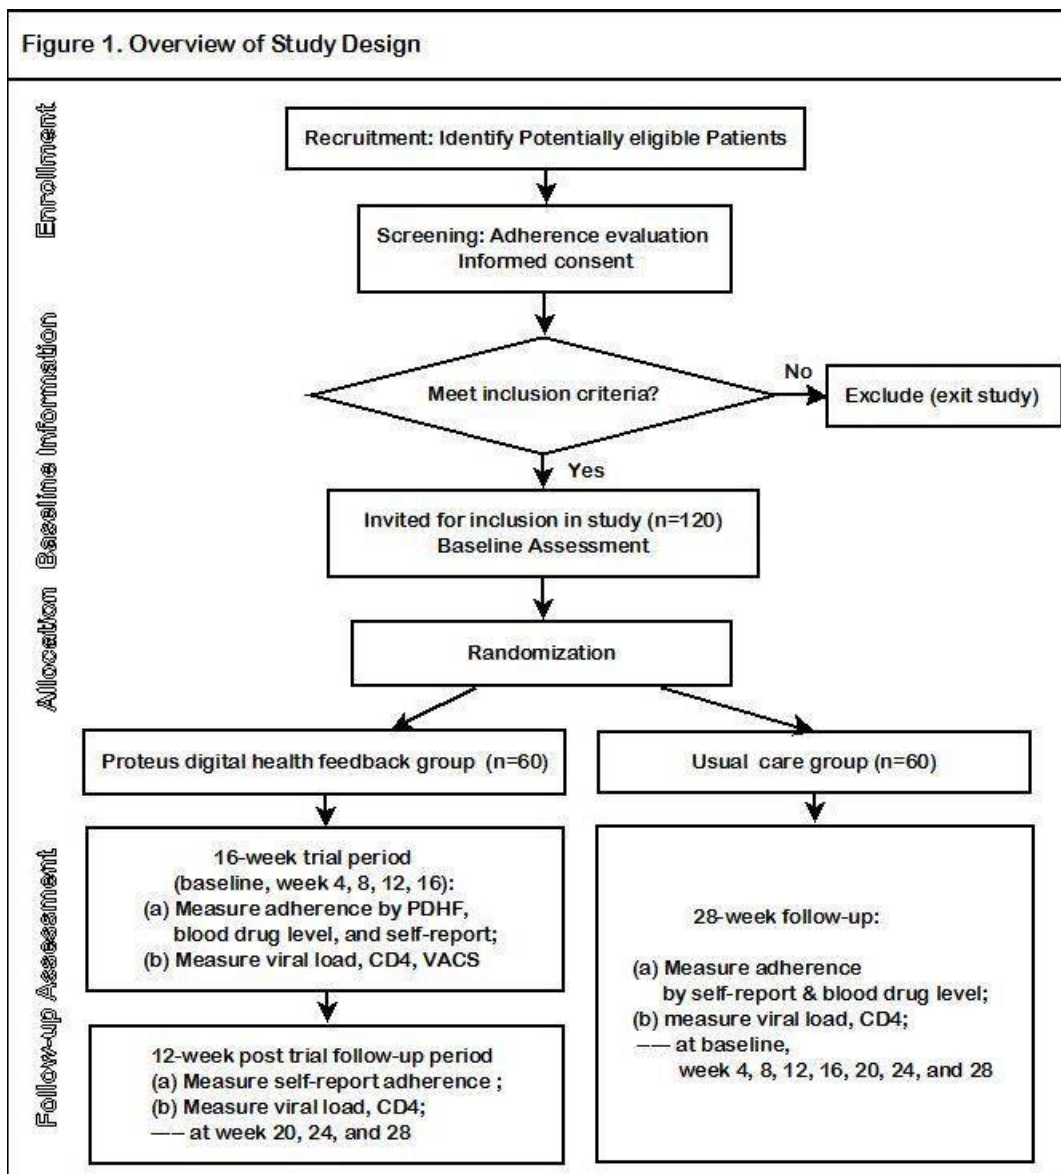 Figure 1. Overview of Study Design
Enrollment
Recruitment: Identify Potentially eligible Patients
Screening: Adherence evaluation
Informed consent
Baseline Information
Meet inclusion criteria?
No
Exclude (exit study)
Yes
Invited for inclusion in study (n=120)
Baseline Assessment
Allocation
Randomization
Proteus digital health feedback group (n=60)
Usual care group (n=60)
Follow-up Assessment
16-week trial period
(baseline, week 4, 8, 12, 16):
(a) Measure adherence by PDHF,
blood drug level, and self-report;
(b) Measure viral load, CD4, VACS
12-week post trial follow-up period
(a) Measure self-report adherence ;
(b) Measure viral load, CD4;
—– at week 20, 24, and 28
28-week follow-up:
(a) Measure adherence
by self-report & blood drug level;
(b) measure viral load, CD4;
—– at baseline,
week 4, 8, 12, 16, 20, 24, and 28